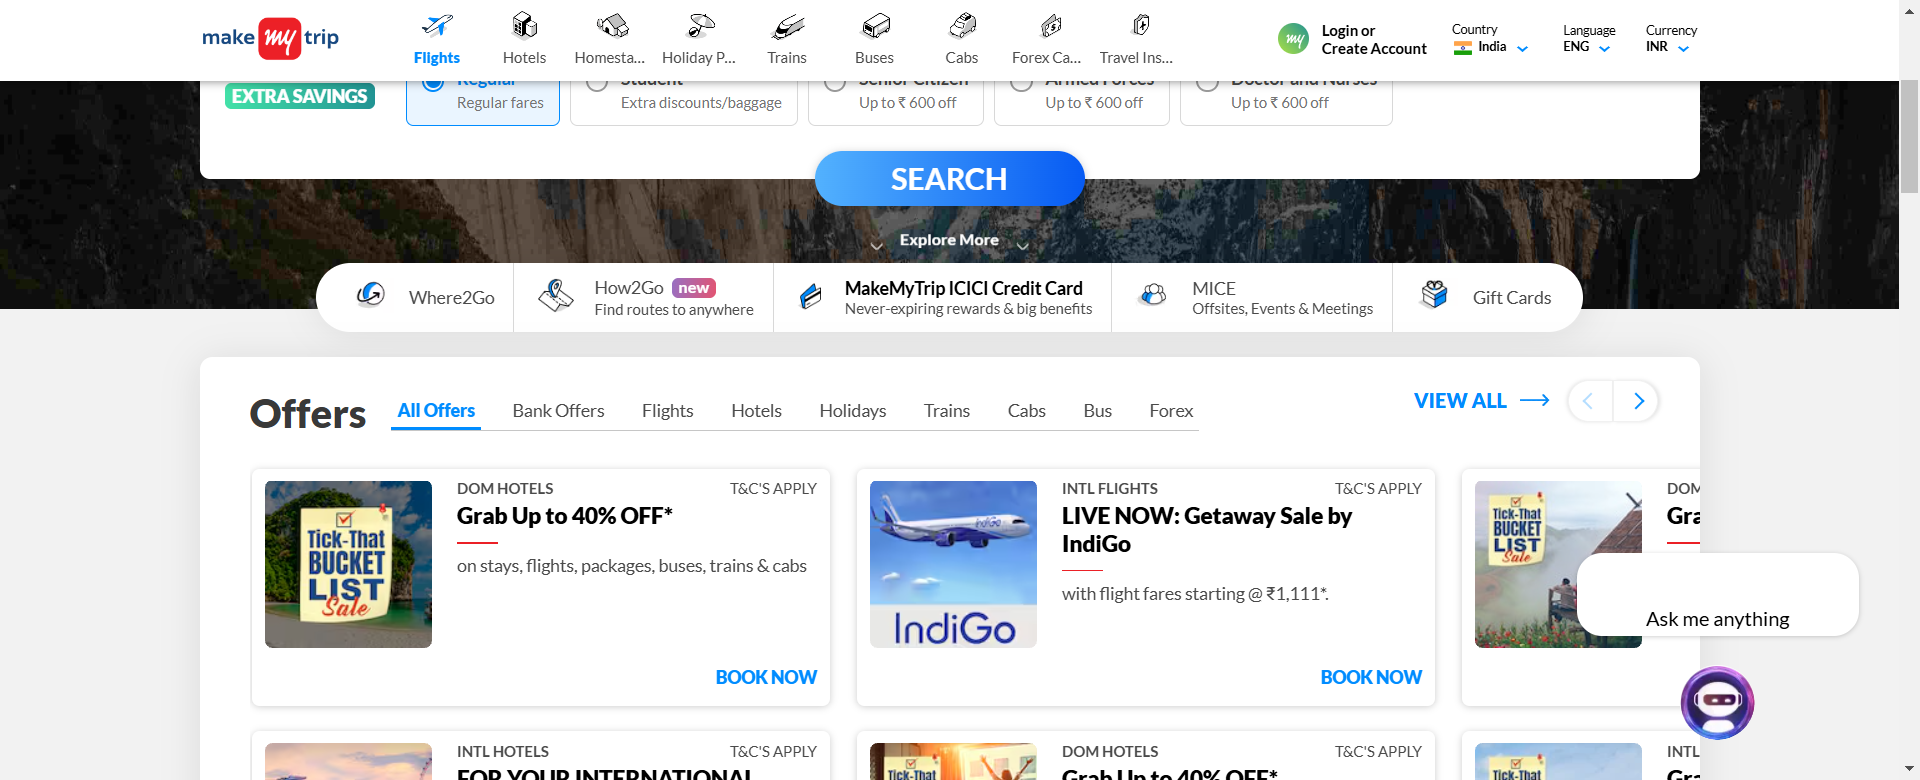 make my trip
Flights
Hotels
Homesta...
Holiday P...
Trains
Buses
Cabs
Forex Ca...
Travel Ins...
my
Login or
Create Account
Country
India
Language
ENG
Currency
INR
EXTRA SAVINGS
Regular
Regular fares
Student
Extra discounts/baggage
Senior Citizen
Up to ₹ 600 off
Armed Forces
Up to ₹ 600 off
Doctor and Nurses
Up to ₹ 600 off
SEARCH
Explore More
Where2Go
How2Go new
Find routes to anywhere
MakeMyTrip ICICI Credit Card
Never-expiring rewards & big benefits
MICE
Offsites, Events & Meetings
Gift Cards
Offers
All Offers
Bank Offers
Flights
Hotels
Holidays
Trains
Cabs
Bus
Forex
VIEW ALL
Tick-That
BUCKET
LIST
Sale
DOM HOTELS
T&C'S APPLY
Grab Up to 40% OFF*
on stays, flights, packages, buses, trains & cabs
BOOK NOW
IndiGo
IndiGo
INTL FLIGHTS
T&C'S APPLY
LIVE NOW: Getaway Sale by
IndiGo
with flight fares starting @ ₹1,111*.
BOOK NOW
Tick-That
BUCKET
LIST
Sale
DOM
Gra
Ask me anything
INTL HOTELS
T&C'S APPLY
FOR YOUR INTERNATIONAL
Tick-That
DOM HOTELS
T&C'S APPLY
Grab Up to 40% OFF*
Tick-That
INTL
Gra